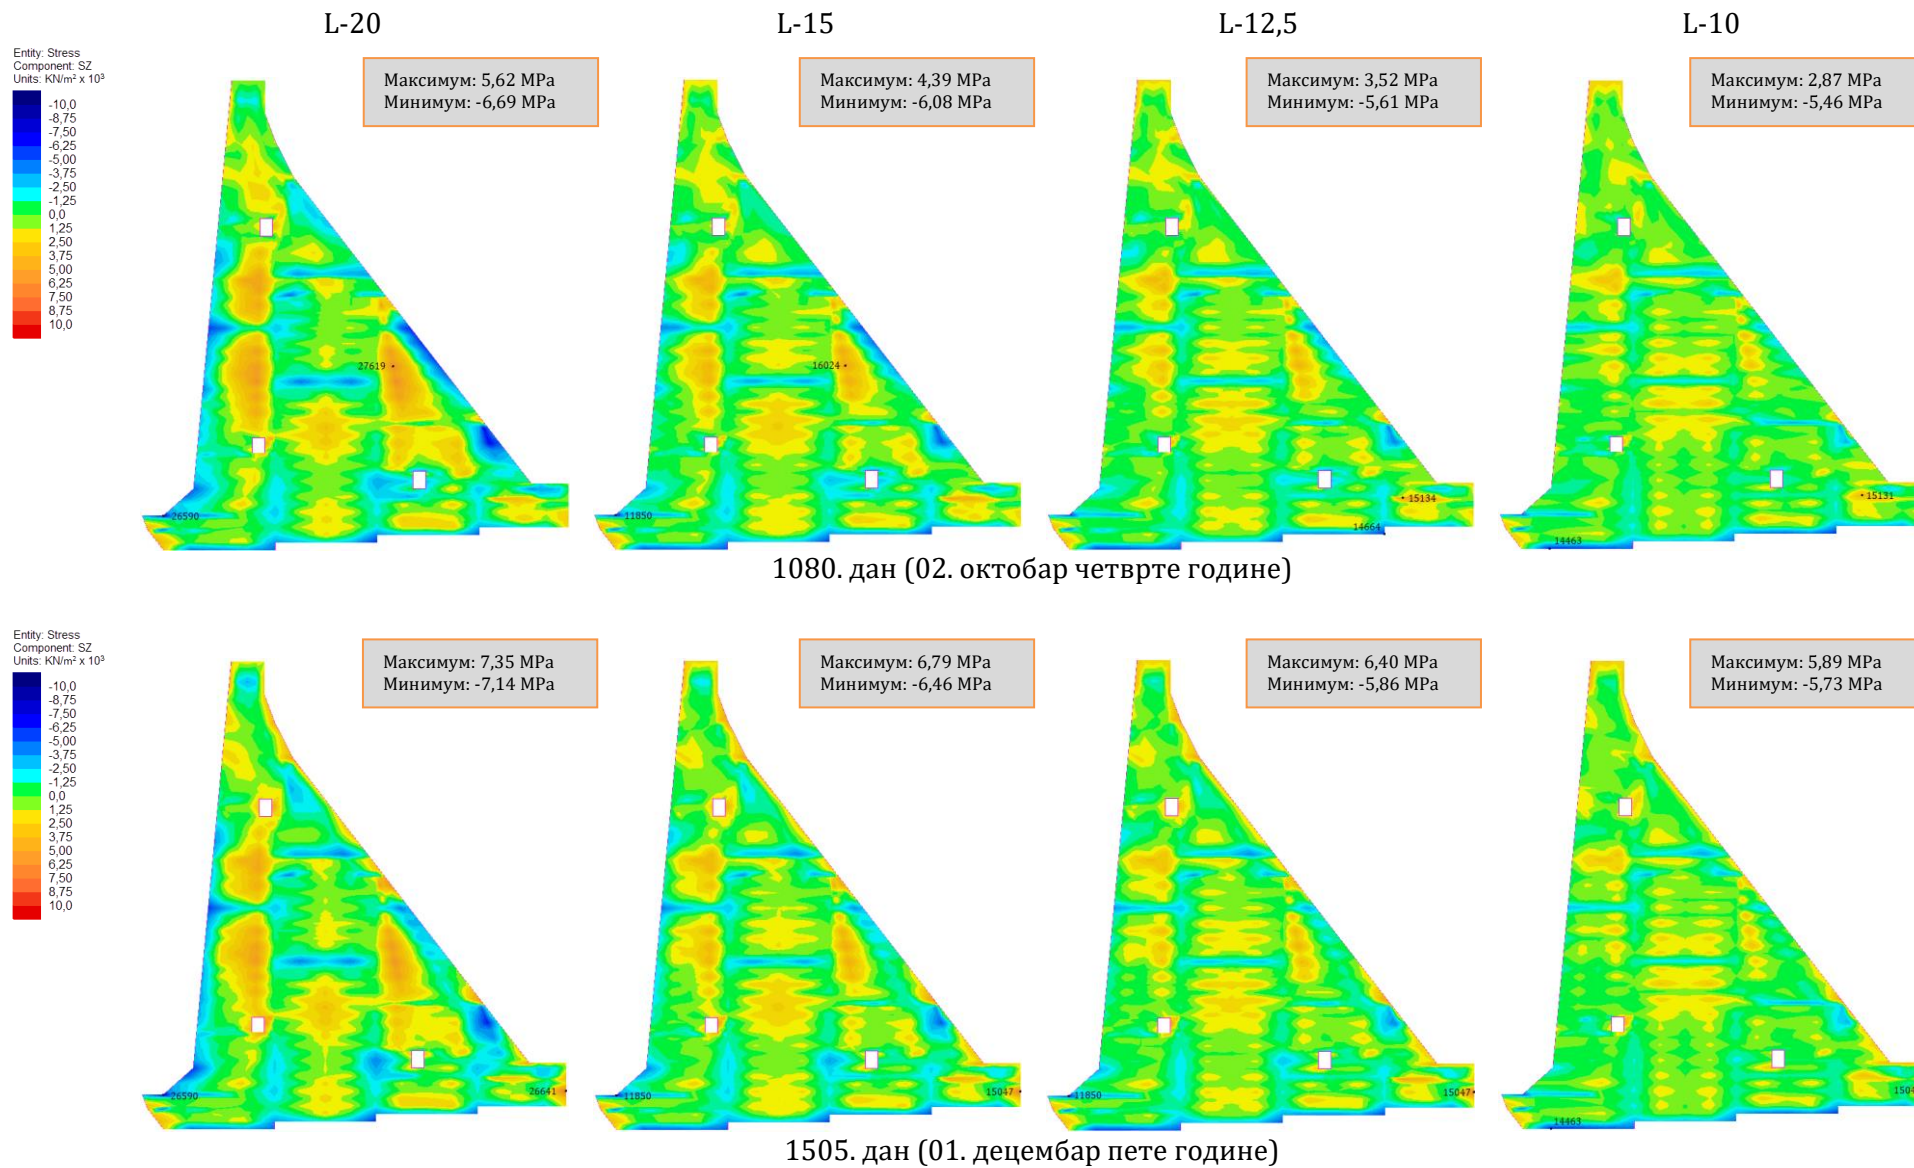 L-20
L-15
L-12,5
L-10
Entity: Stress
Component: SZ
Units: KN/m² x 10³
-10,0
-8,75
-7,50
-6,25
-5,00
-3,75
-2,50
-1,25
0,0
1,25
2,50
3,75
5,00
6,25
7,50
8,75
10,0
Максимум: 5,62 MPa
Минимум: -6,69 MPa
Максимум: 4,39 MPa
Минимум: -6,08 MPa
Максимум: 3,52 MPa
Минимум: -5,61 MPa
Максимум: 2,87 MPa
Минимум: -5,46 MPa
27619
26590
16024
11850
15134
14664
15131
14463
1080. дан (02. октобар четврте године)
Entity: Stress
Component: SZ
Units: KN/m² x 10³
-10,0
-8,75
-7,50
-6,25
-5,00
-3,75
-2,50
-1,25
0,0
1,25
2,50
3,75
5,00
6,25
7,50
8,75
10,0
Максимум: 7,35 MPa
Минимум: -7,14 MPa
Максимум: 6,79 MPa
Минимум: -6,46 MPa
Максимум: 6,40 MPa
Минимум: -5,86 MPa
Максимум: 5,89 MPa
Минимум: -5,73 MPa
26590
26641
11850
15047
11850
15047
14463
1504
1505. дан (01. децембар пете године)